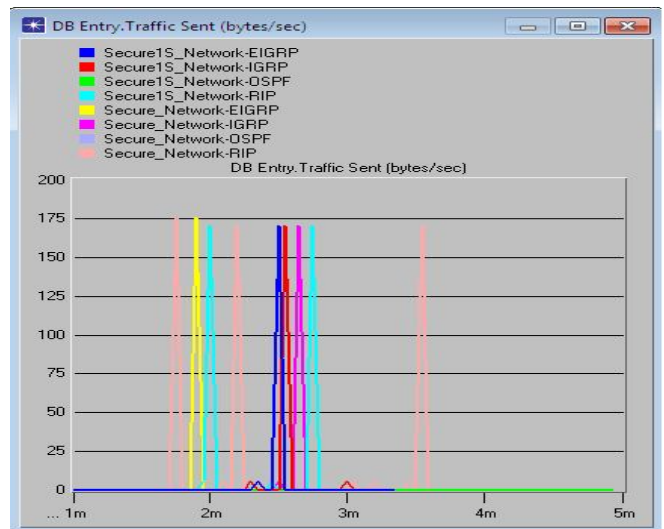 DB Entry.Traffic Sent (bytes/sec)
Secure1S_Network-EIGRP
Secure1S_Network-IGRP
Secure1S_Network-OSPF
Secure1S_Network-RIP
Secure_Network-EIGRP
Secure_Network-IGRP
Secure_Network-OSPF
Secure_Network-RIP
DB Entry.Traffic Sent (bytes/sec)
200
175
150
125
100
75
50
25
0
... 1m 2m 3m 4m 5m